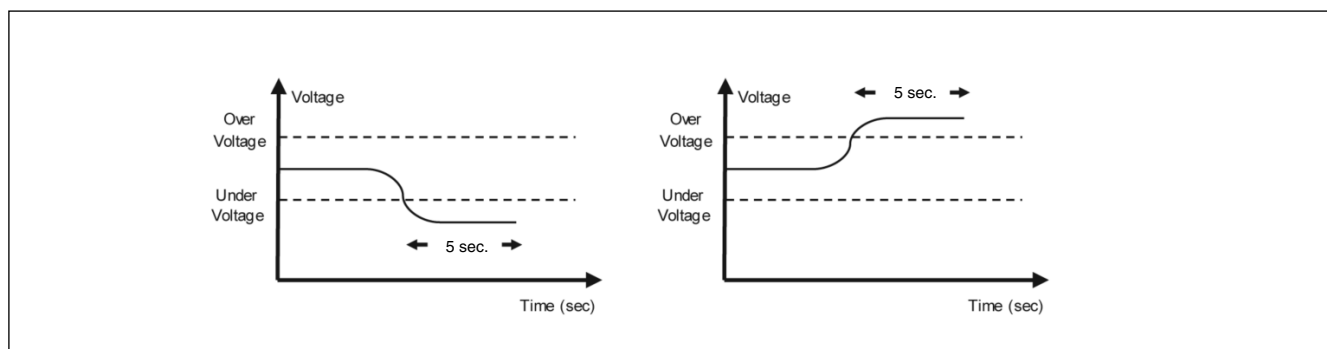 Voltage
Over
Voltage
Under
Voltage
5 sec.
Time (sec)
Voltage
5 sec.
Over
Voltage
Under
Voltage
Time (sec)